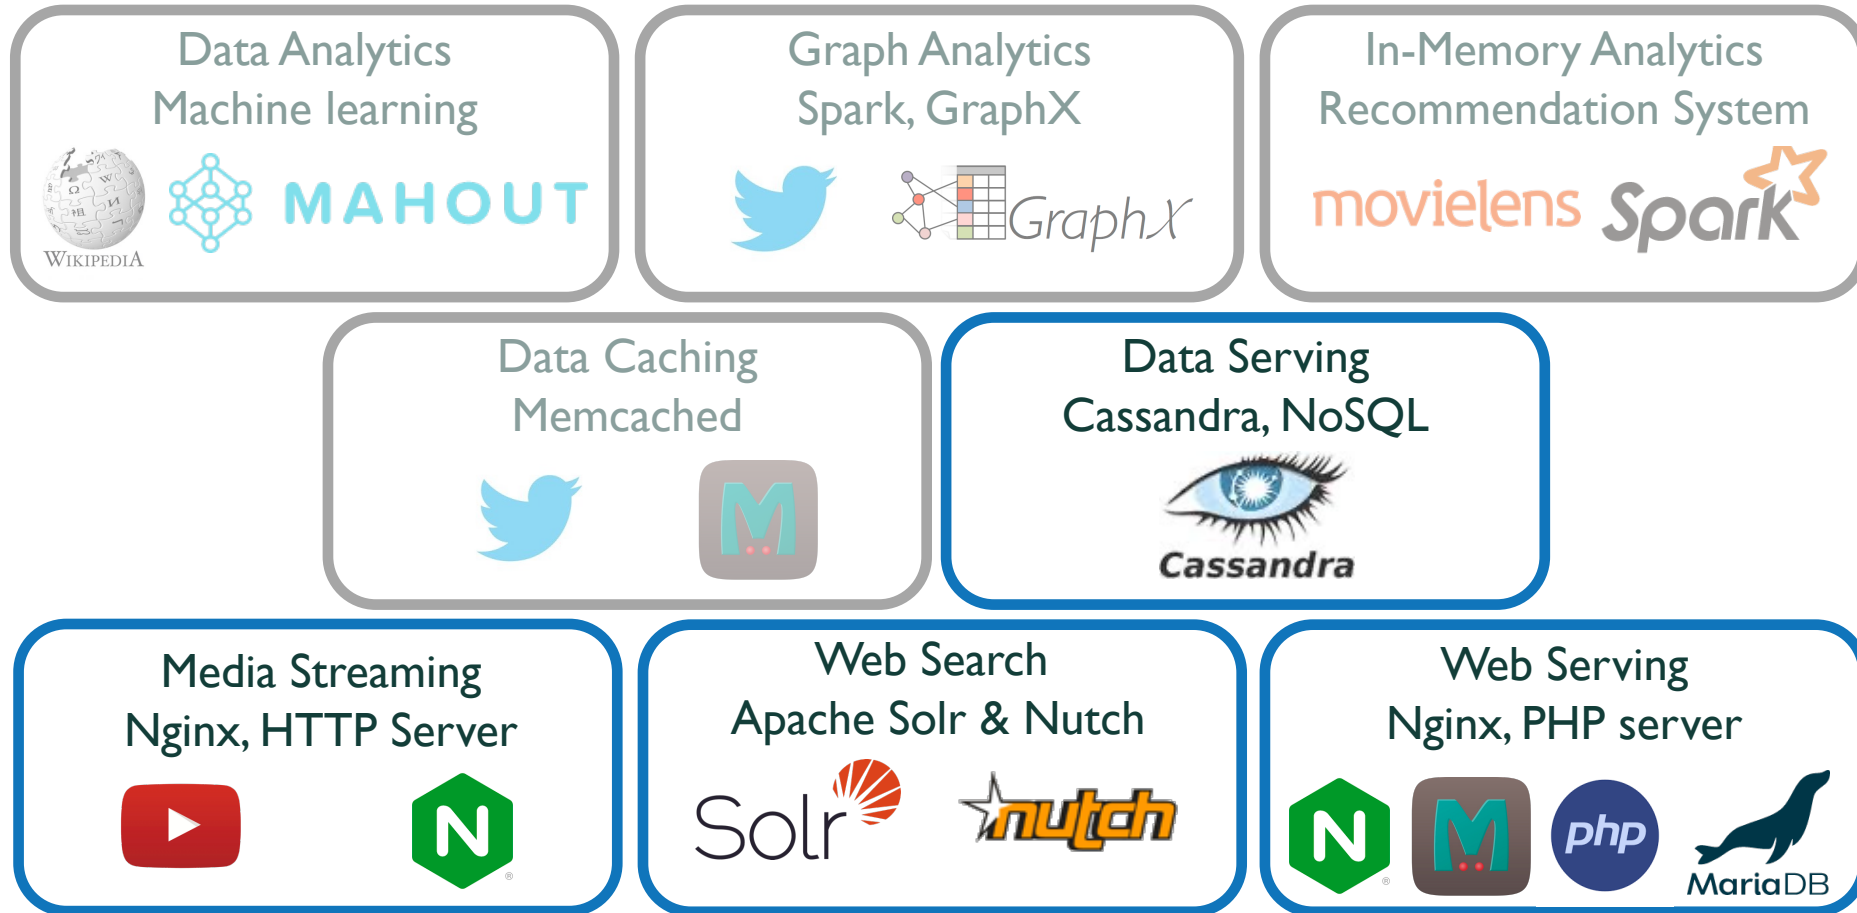 Data Analytics
Machine learning
WIKIPEDIA
MAHOUT
Graph Analytics
Spark, GraphX
GraphX
In-Memory Analytics
Recommendation System
movielens
Spark
Data Caching
Memcached
M
Data Serving
Cassandra, NoSQL
Cassandra
Media Streaming
Nginx, HTTP Server
N
®
Web Search
Apache Solr & Nutch
Solr
nutch
Web Serving
Nginx, PHP server
N
®
M
php
MariaDB